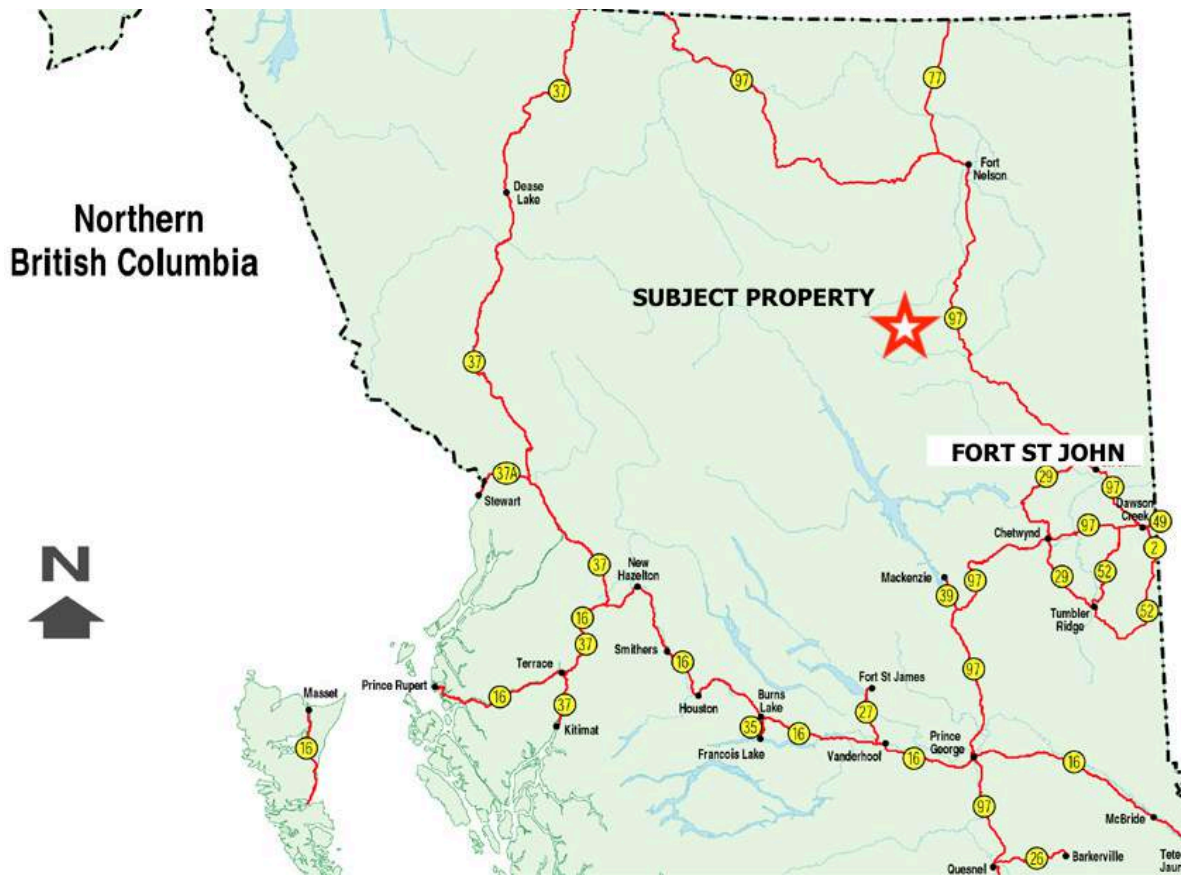 37
97
77
Fort
Nelson
Dease
Lake
Northern
British Columbia
SUBJECT PROPERTY
97
37
FORT ST JOHN
37A
Stewart
29
97
Dawson
Creek
49
Chetwynd
97
2
N
37
New
Hazelton
Mackenzie
39
97
29
52
52
Tumbler
Ridge
16
37
Smithers
16
Terrace
Prince Rupert
16
37
Kitimat
Houston
Burns
Lake
35
Francois Lake
16
Fort St James
27
Vanderhoof
16
Prince
George
97
16
Masset
16
97
McBride
Quesnel
26
Barkerville
Tete
Jaun